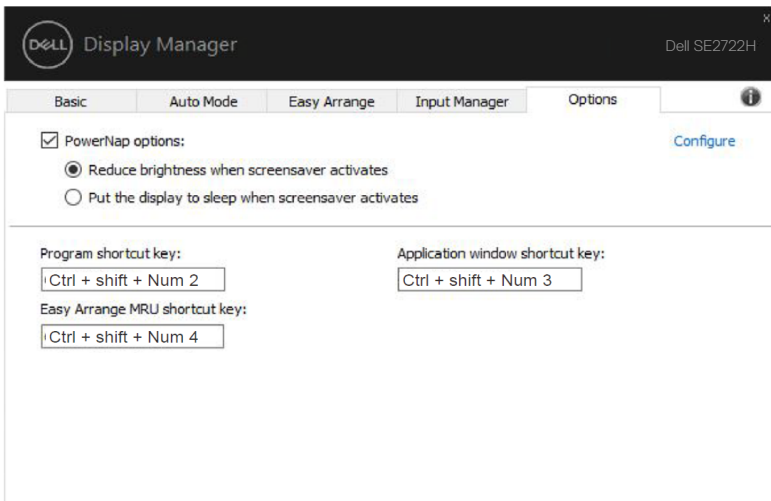 x
DELL Display Manager
Dell SE2722H
Basic Auto Mode Easy Arrange Input Manager Options i
PowerNap options: Configure
Reduce brightness when screensaver activates
Put the display to sleep when screensaver activates
Program shortcut key: Application window shortcut key:
Ctrl + shift + Num 2 Ctrl + shift + Num 3
Easy Arrange MRU shortcut key:
Ctrl + shift + Num 4